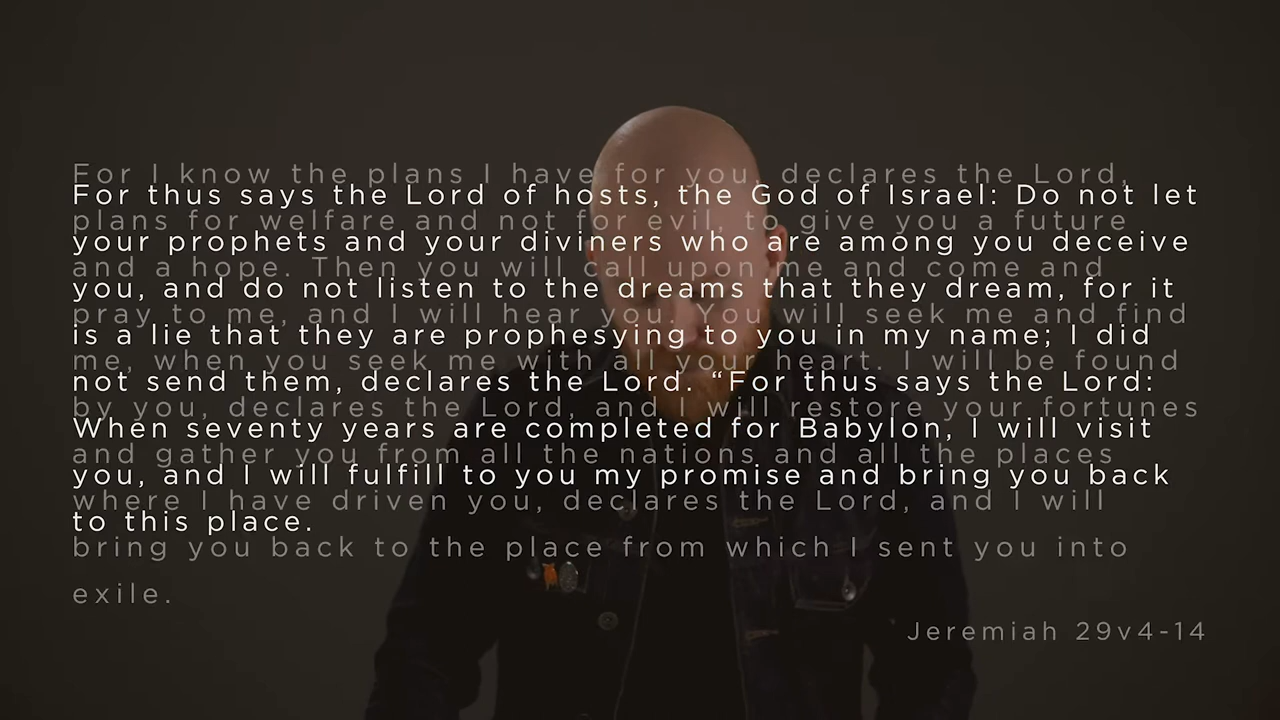 For thus says the Lord of hosts, the God of Israel: Do not let
your prophets and your diviners who are among you deceive
you, and do not listen to the dreams that they dream, for it
is a lie that they are prophesying to you in my name; I did
not send them, declares the Lord. “For thus says the Lord:
When seventy years are completed for Babylon, I will visit
you, and I will fulfill to you my promise and bring you back
to this place.
For I know the plans I have for you, declares the Lord,
plans for welfare and not for evil, to give you a future
and a hope. Then you will call upon me and come and
pray to me, and I will hear you. You will seek me and find
me, when you seek me with all your heart. I will be found
by you, declares the Lord, and I will restore your fortunes
and gather you from all the nations and all the places
where I have driven you, declares the Lord, and I will
bring you back to the place from which I sent you into
exile.
Jeremiah 29v4-14